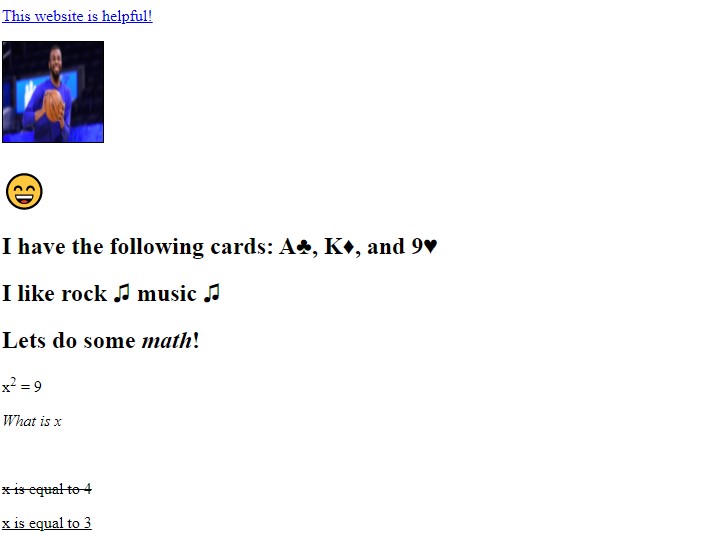 This website is helpful!
I have the following cards: A♣, K♦, and 9♥
I like rock ♫ music ♫
Lets do some math!
x² = 9
What is x
x is equal to 4
x is equal to 3